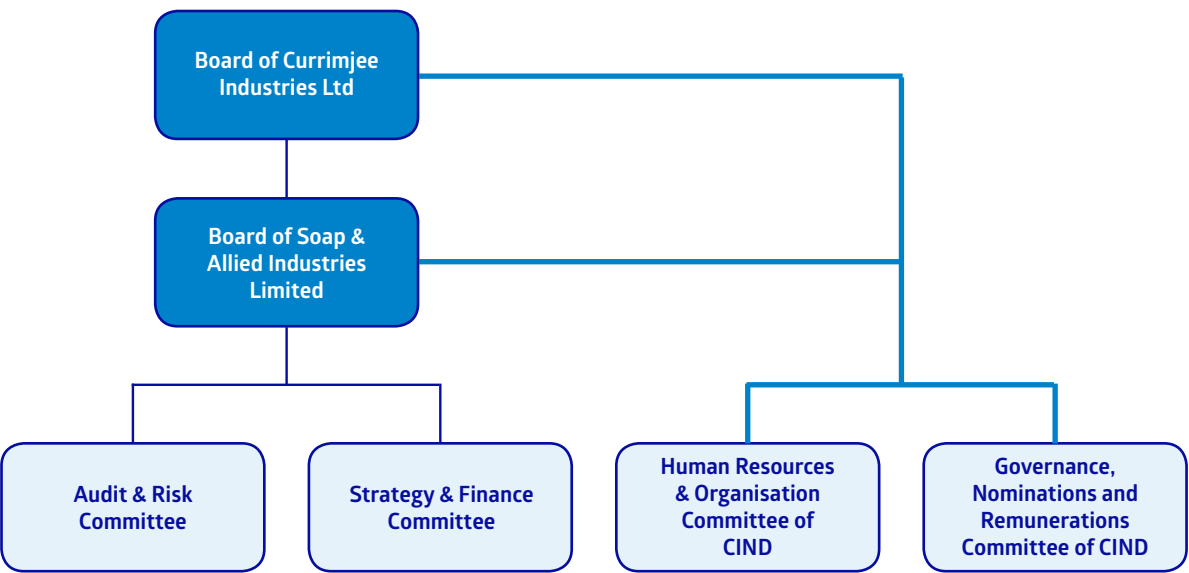 Board of Currimjee
Industries Ltd
Board of Soap &
Allied Industries
Limited
Audit & Risk
Committee
Strategy & Finance
Committee
Human Resources
& Organisation
Committee of
CIND
Governance,
Nominations and
Remunerations
Committee of CIND